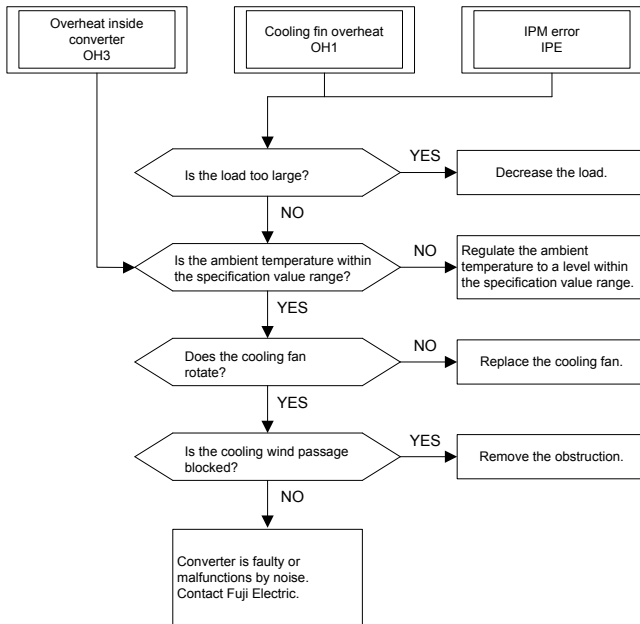 Overheat inside
converter
OH3
Cooling fin overheat
OH1
IPM error
IPE
Is the load too large?
YES
Decrease the load.
NO
Is the ambient temperature within
the specification value range?
NO
Regulate the ambient
temperature to a level within
the specification value range.
YES
Does the cooling fan
rotate?
NO
Replace the cooling fan.
YES
Is the cooling wind passage
blocked?
YES
Remove the obstruction.
NO
Converter is faulty or
malfunctions by noise.
Contact Fuji Electric.